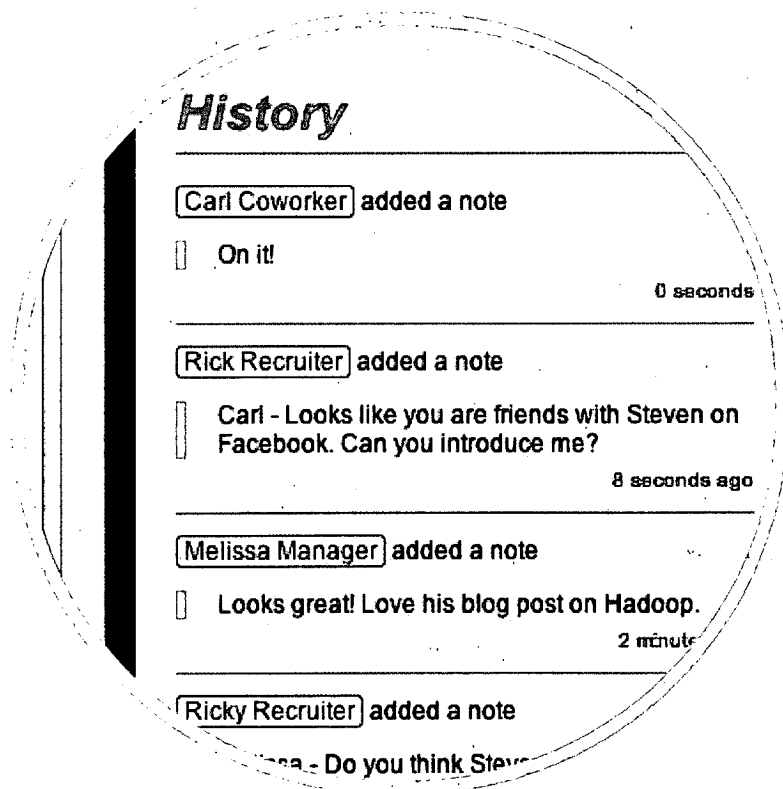 History
Carl Coworker added a note
On it!
0 seconds
Rick Recruiter added a note
Carl - Looks like you are friends with Steven on
Facebook. Can you introduce me?
8 seconds ago
Melissa Manager added a note
Looks great! Love his blog post on Hadoop.
2
Ricky Recruiter added a note
- Do you think